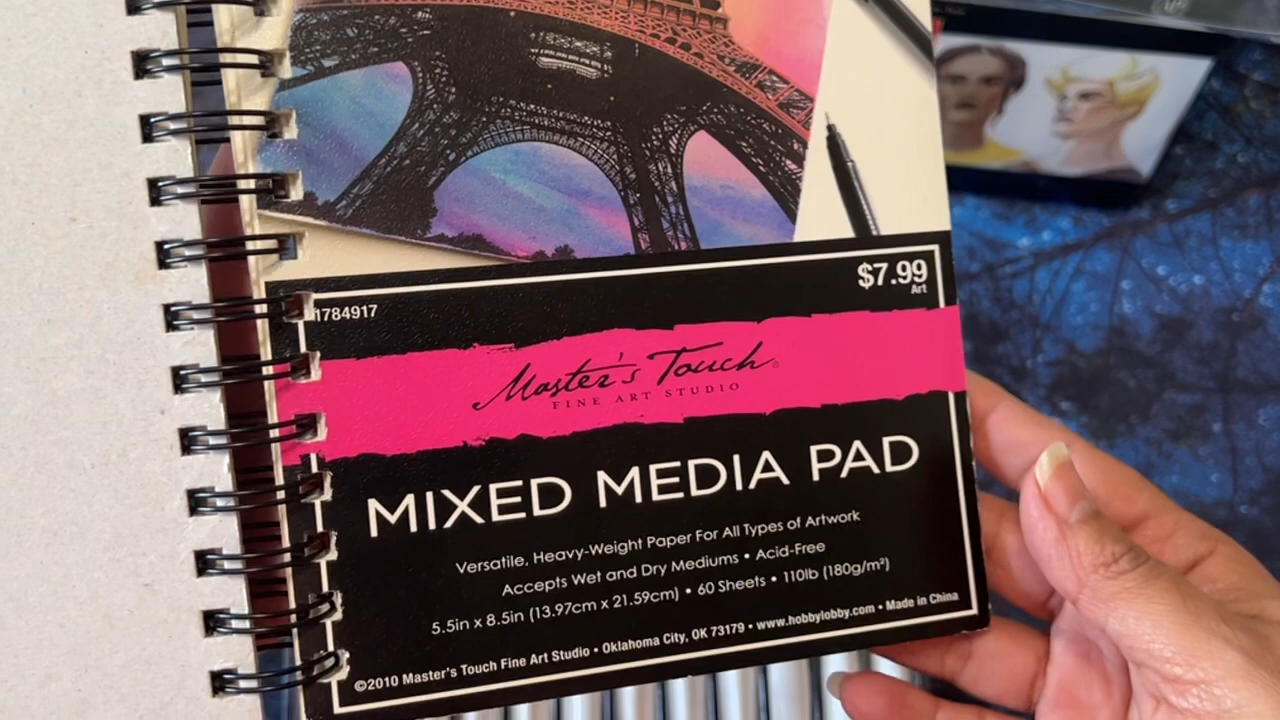 $7.99
Art
1784917
Master's Touch®
FINE ART STUDIO
MIXED MEDIA PAD
Versatile, Heavy-Weight Paper For All Types of Artwork
Accepts Wet and Dry Mediums • Acid-Free
5.5in x 8.5in (13.97cm x 21.59cm) • 60 Sheets • 110lb (180g/m²)
©2010 Master's Touch Fine Art Studio • Oklahoma City, OK 73179 • www.hobbylobby.com • Made in China